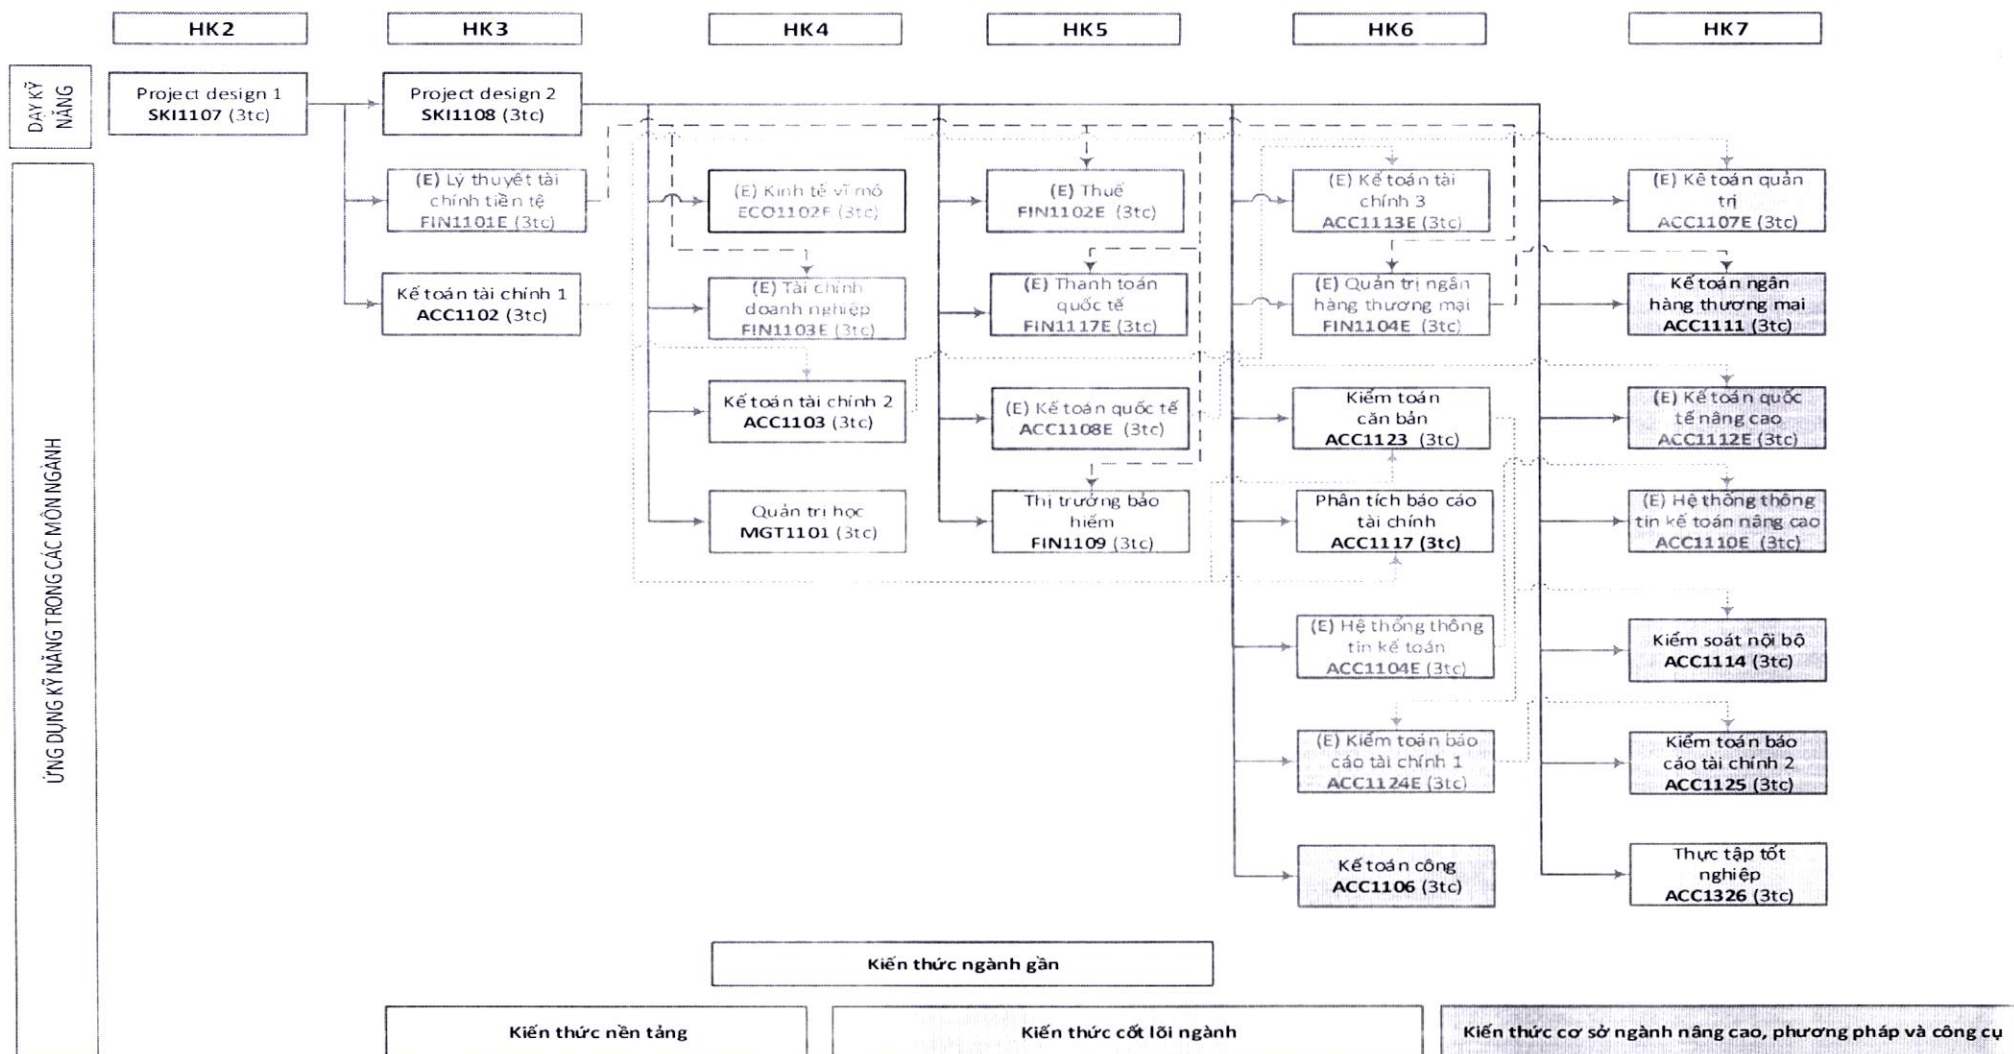 HK2
HK3
HK4
HK5
HK6
HK7
DẠY KỸ
NĂNG
Project design 1
SKI1107 (3tc)
Project design 2
SKI1108 (3tc)
ỨNG DỤNG KỸ NĂNG TRONG CÁC MÔN NGÀNH
(E) Lý thuyết tài
chính tiền tệ
FIN1101E (3tc)
(E) Kinh tế vĩ mô
ECO1102E (3tc)
(E) Thuế
FIN1102E (3tc)
(E) Kế toán tài
chính 3
ACC1113E (3tc)
(E) Kế toán quản
trị
ACC1107E (3tc)
Kế toán tài chính 1
ACC1102 (3tc)
(E) Tài chính
doanh nghiệp
FIN1103E (3tc)
(E) Thanh toán
quốc tế
FIN1117E (3tc)
(E) Quản trị ngân
hàng thương mại
FIN1104E (3tc)
Kế toán ngân
hàng thương mại
ACC1111 (3tc)
Kế toán tài chính 2
ACC1103 (3tc)
(E) Kế toán quốc tế
ACC1108E (3tc)
Kiểm toán
căn bản
ACC1123 (3tc)
(E) Kế toán quốc
tế nâng cao
ACC1112E (3tc)
Quản trị học
MGT1101 (3tc)
Thị trường bảo
hiểm
FIN1109 (3tc)
Phân tích báo cáo
tài chính
ACC1117 (3tc)
(E) Hệ thống thông
tin kế toán nâng cao
ACC1110E (3tc)
(E) Hệ thống thông
tin kế toán
ACC1104E (3tc)
Kiểm soát nội bộ
ACC1114 (3tc)
(E) Kiểm toán báo
cáo tài chính 1
ACC1124E (3tc)
Kiểm toán báo
cáo tài chính 2
ACC1125 (3tc)
Kế toán công
ACC1106 (3tc)
Thực tập tốt
nghiệp
ACC1326 (3tc)
Kiến thức ngành gần
Kiến thức nền tảng
Kiến thức cốt lõi ngành
Kiến thức cơ sở ngành nâng cao, phương pháp và công cụ